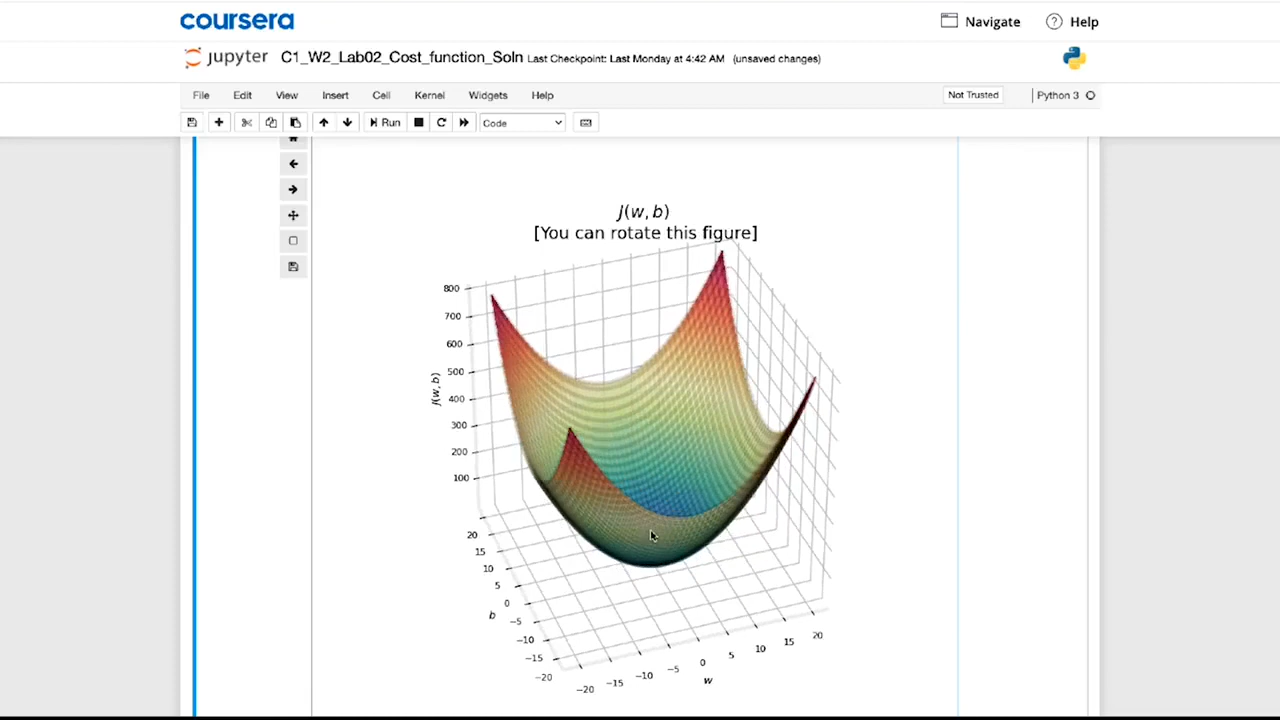 coursera
Navigate
Help
jupyter C1_W2_Lab02_Cost_function_Soln Last Checkpoint: Last Monday at 4:42 AM (unsaved changes)
File Edit View Insert Cell Kernel Widgets Help
Not Trusted
Python 3
Run
Code
J(w, b)
[You can rotate this figure]
800
700
600
500
400
300
200
100
J(w, b)
20
15
10
5
0
−5
−10
−15
−20
b
−20
−15
−10
−5
0
5
10
15
20
w